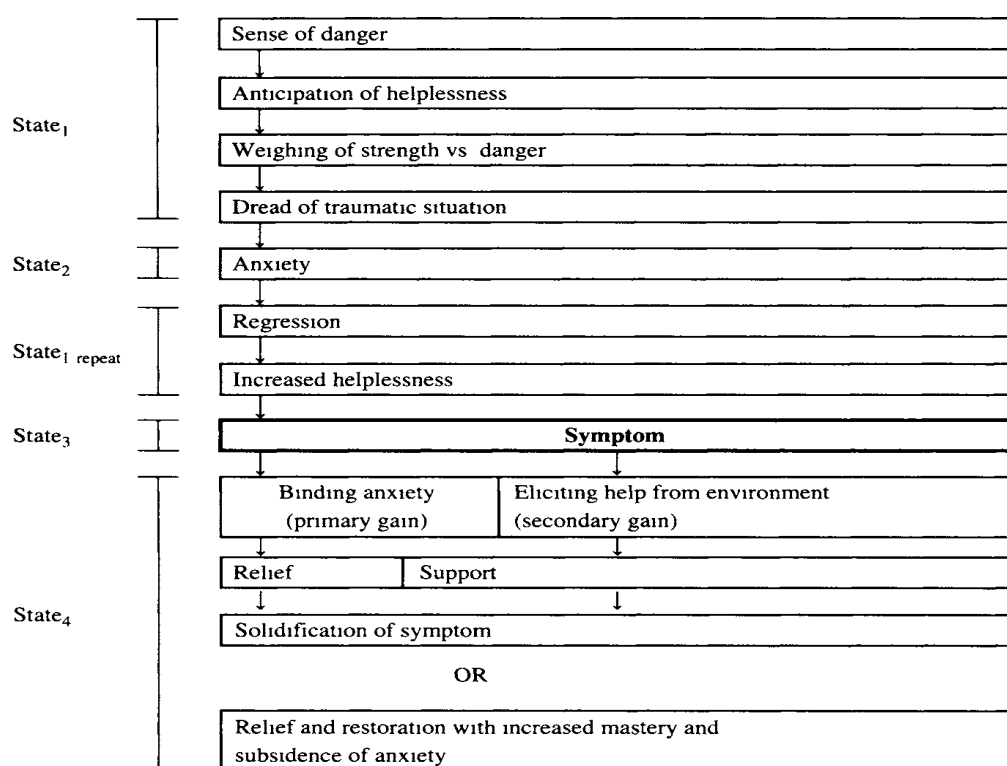 Sense of danger
Anticipation of helplessness
State1
Weighing of strength vs danger
Dread of traumatic situation
State2
Anxiety
Regression
State1 repeat
Increased helplessness
State3
Symptom
Binding anxiety
(primary gain)
Eliciting help from environment
(secondary gain)
Relief
Support
State4
Solidification of symptom
OR
Relief and restoration with increased mastery and
subsidence of anxiety